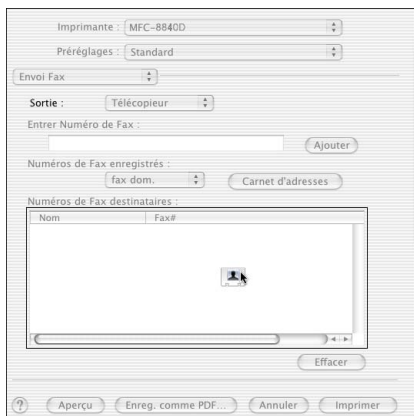 Imprimante : MFC-8840D
Préréglages : Standard
Envoi Fax
Sortie : Télécopieur
Entrer Numéro de Fax :
Ajouter
Numéros de Fax enregistrés :
fax dom. Carnet d'adresses
Numéros de Fax destinataires :
Nom Fax#
Effacer
? Aperçu Enreg. comme PDF... Annuler Imprimer